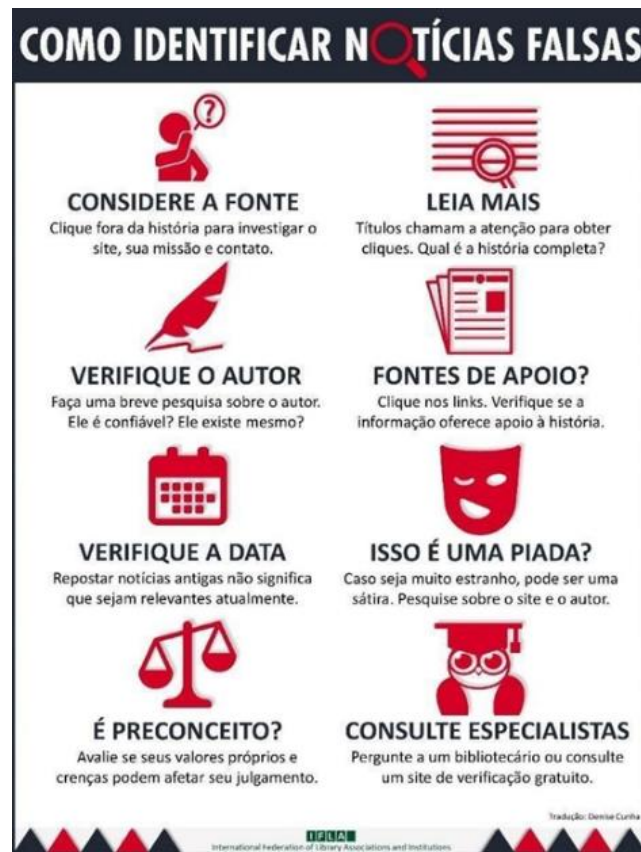 COMO IDENTIFICAR NOTÍCIAS FALSAS
?
CONSIDERE A FONTE
Clique fora da história para investigar o
site, sua missão e contato.
LEIA MAIS
Títulos chamam a atenção para obter
cliques. Qual é a história completa?
VERIFIQUE O AUTOR
Faça uma breve pesquisa sobre o autor.
Ele é confiável? Ele existe mesmo?
FONTES DE APOIO?
Clique nos links. Verifique se a
informação oferece apoio à história.
VERIFIQUE A DATA
Repostar notícias antigas não significa
que sejam relevantes atualmente.
ISSO É UMA PIADA?
Caso seja muito estranho, pode ser uma
sátira. Pesquise sobre o site e o autor.
É PRECONCEITO?
Avalie se seus valores próprios e
crenças podem afetar seu julgamento.
CONSULTE ESPECIALISTAS
Pergunte a um bibliotecário ou consulte
um site de verificação gratuito.
Tradução: Denise Cunha
IFLA
International Federation of Library Associations and Institutions